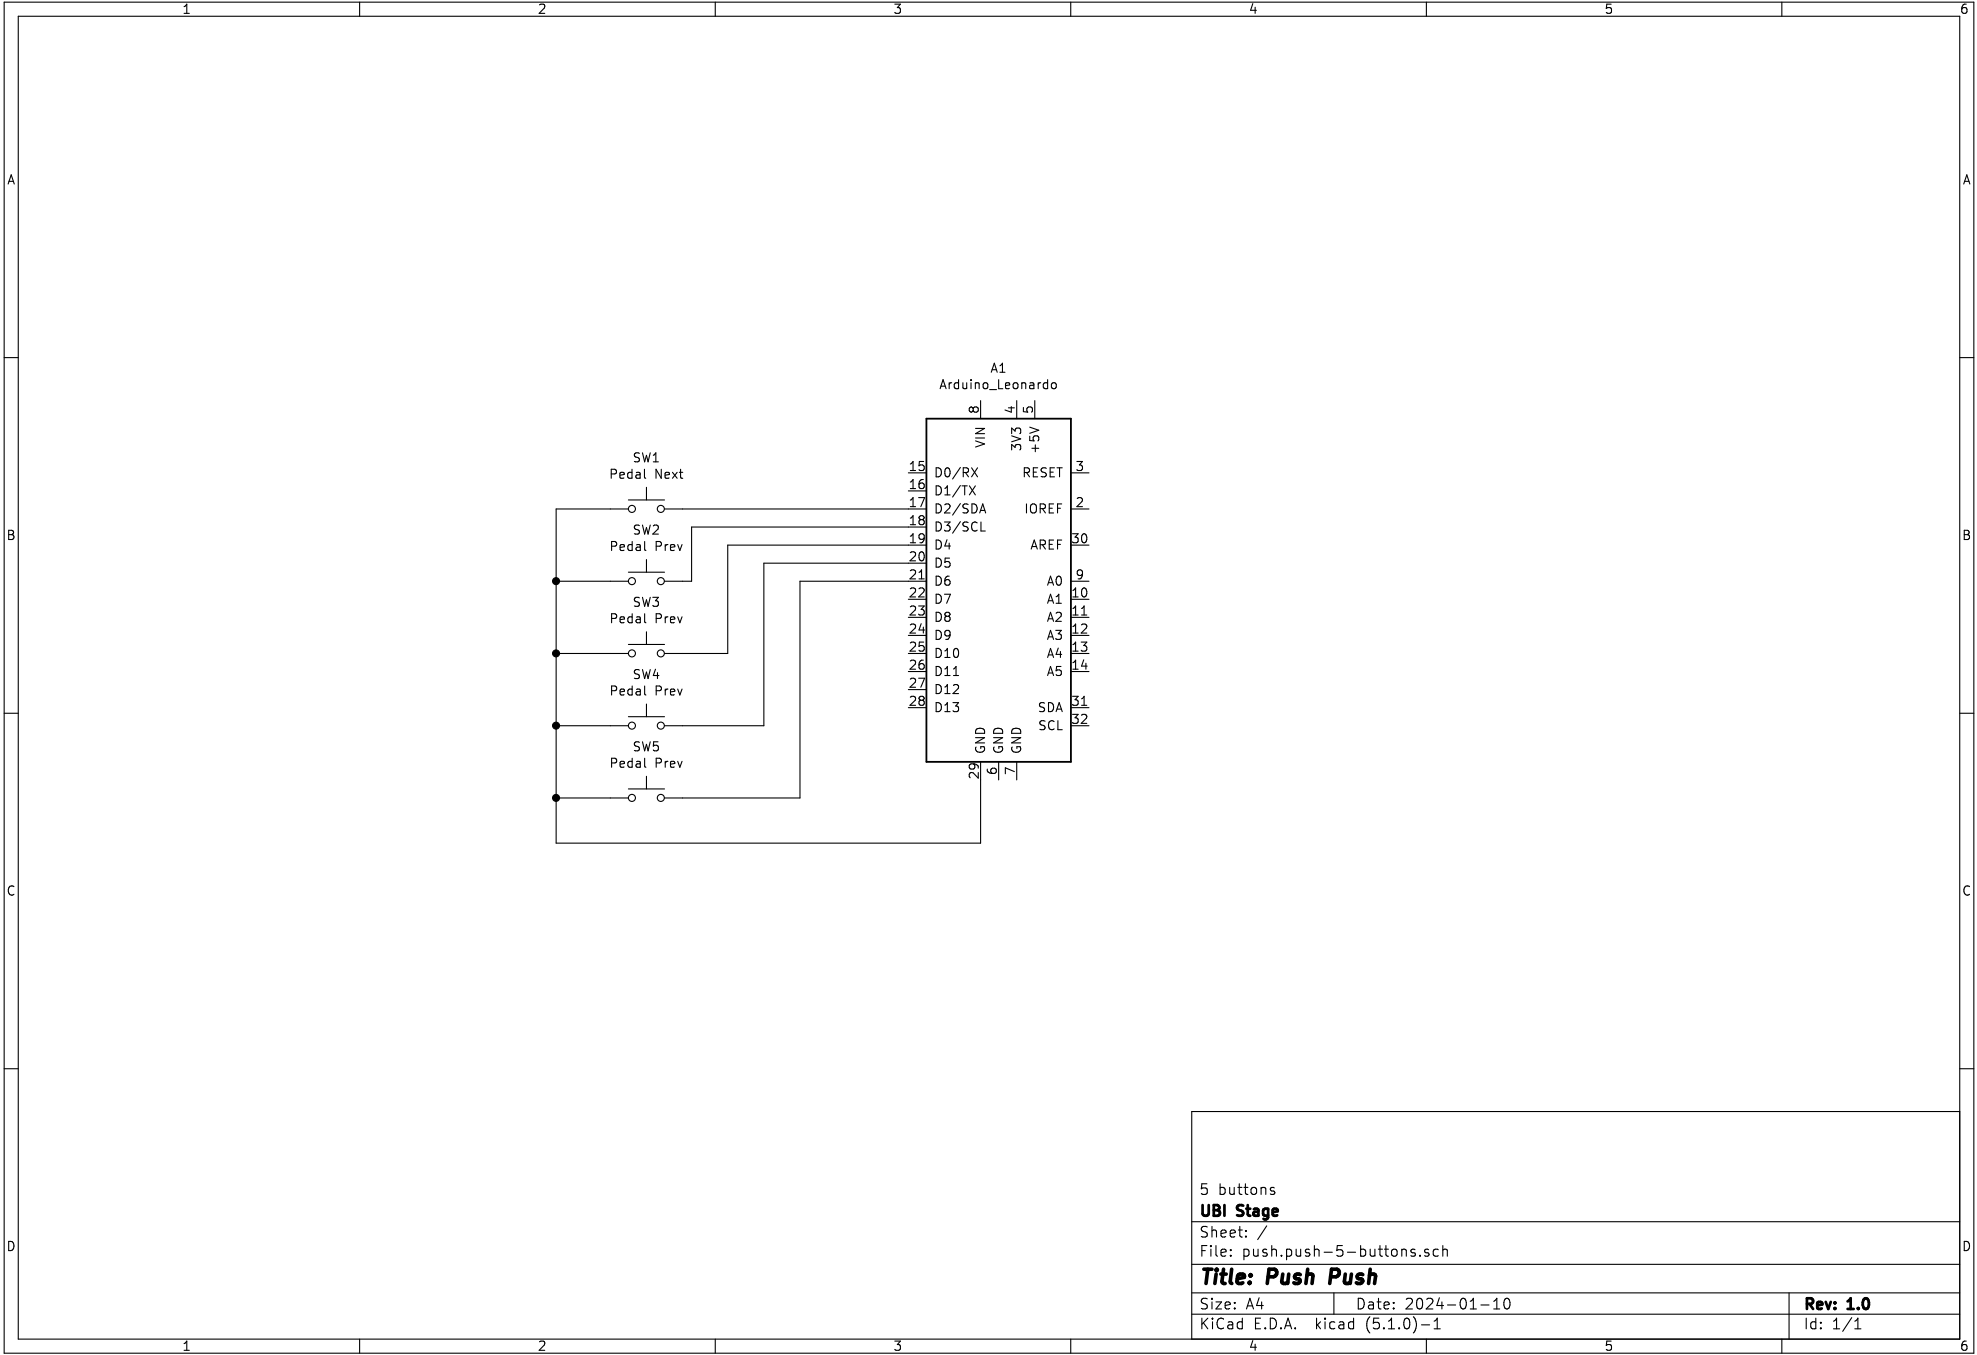 1 2 3 4 5 6
A A
A1
Arduino_Leonardo
8 4 5
VIN 3V3 +5V
SW1
Pedal Next
15 D0/RX RESET 3
16 D1/TX
17 D2/SDA IOREF 2
18 D3/SCL
SW2
Pedal Prev
B B
19 D4 AREF 30
20 D5
21 D6 A0 9
22 D7 A1 10
SW3
Pedal Prev
23 D8 A2 11
24 D9 A3 12
25 D10 A4 13
26 D11 A5 14
SW4
Pedal Prev
27 D12
28 D13 SDA 31
SCL 32
GND GND GND
29 6 7
SW5
Pedal Prev
C C
5 buttons
UBI Stage
Sheet: /
File: push.push-5-buttons.sch
D D
Title: Push Push
Size: A4 Date: 2024-01-10 Rev: 1.0
KiCad E.D.A. kicad (5.1.0)-1 Id: 1/1
1 2 3 4 5 6